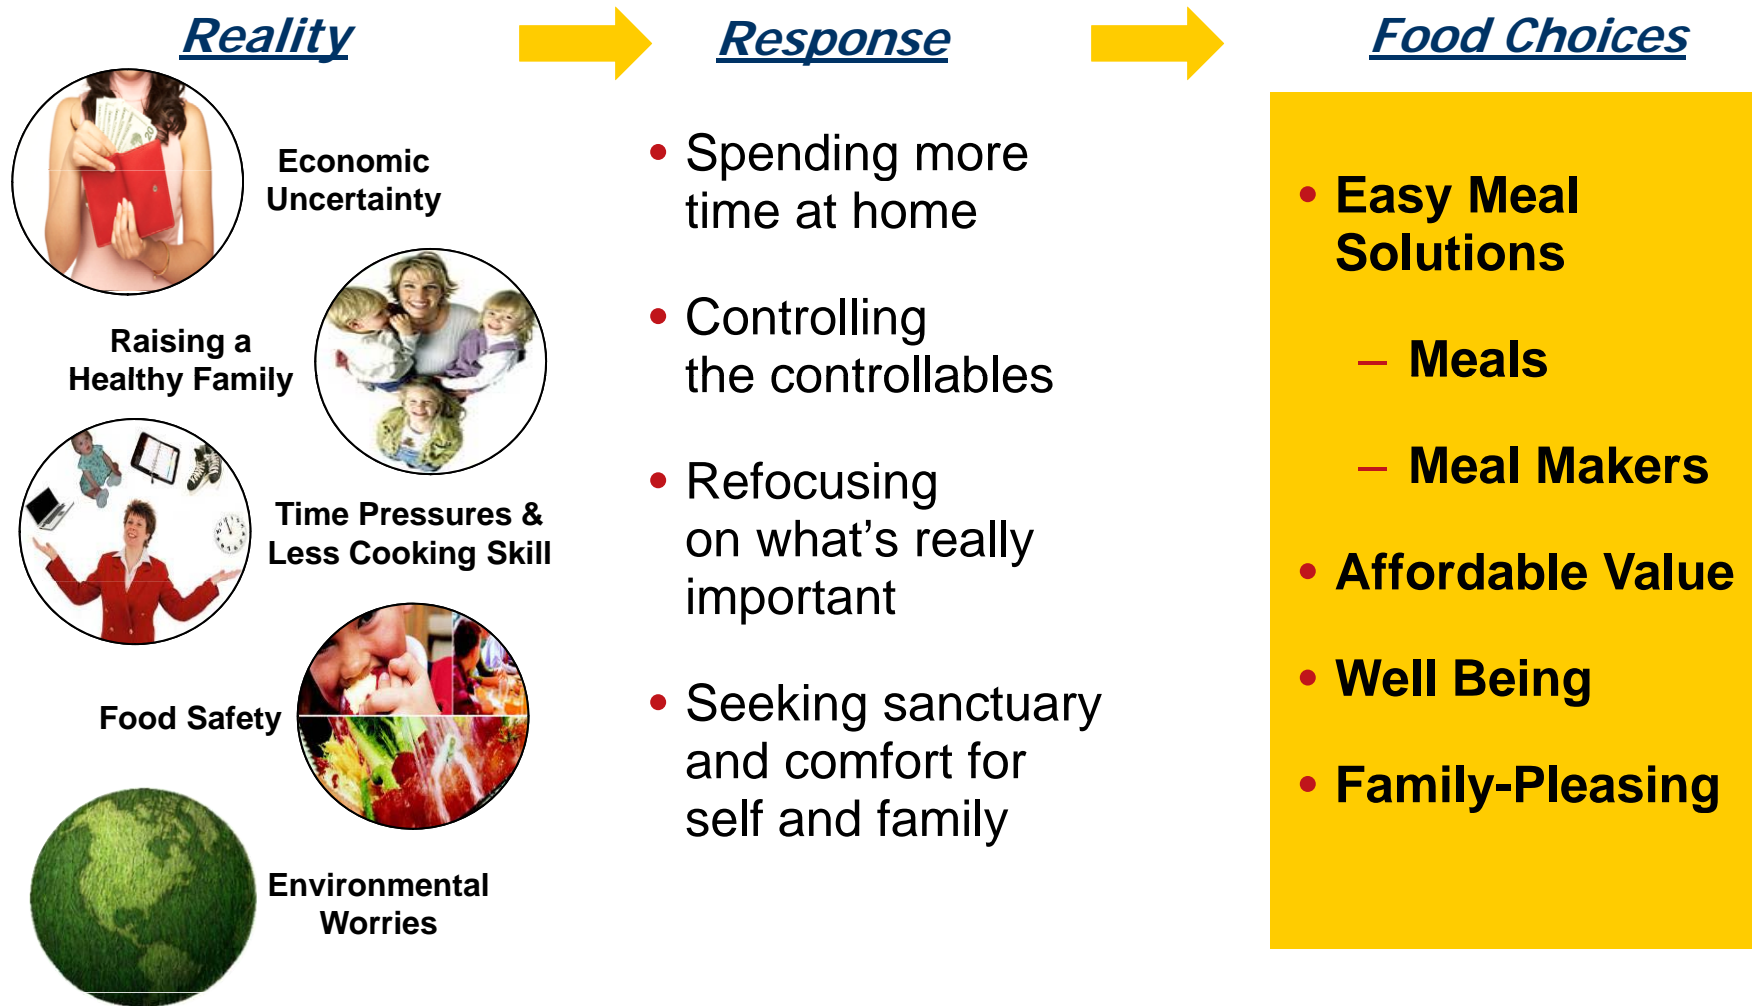 Reality
Response
Food Choices
Economic
Uncertainty
Raising a
Healthy Family
Time Pressures &
Less Cooking Skill
Food Safety
Environmental
Worries
• Spending more
time at home
• Controlling
the controllables
• Refocusing
on what’s really
important
• Seeking sanctuary
and comfort for
self and family
• Easy Meal
Solutions
– Meals
– Meal Makers
• Affordable Value
• Well Being
• Family-Pleasing